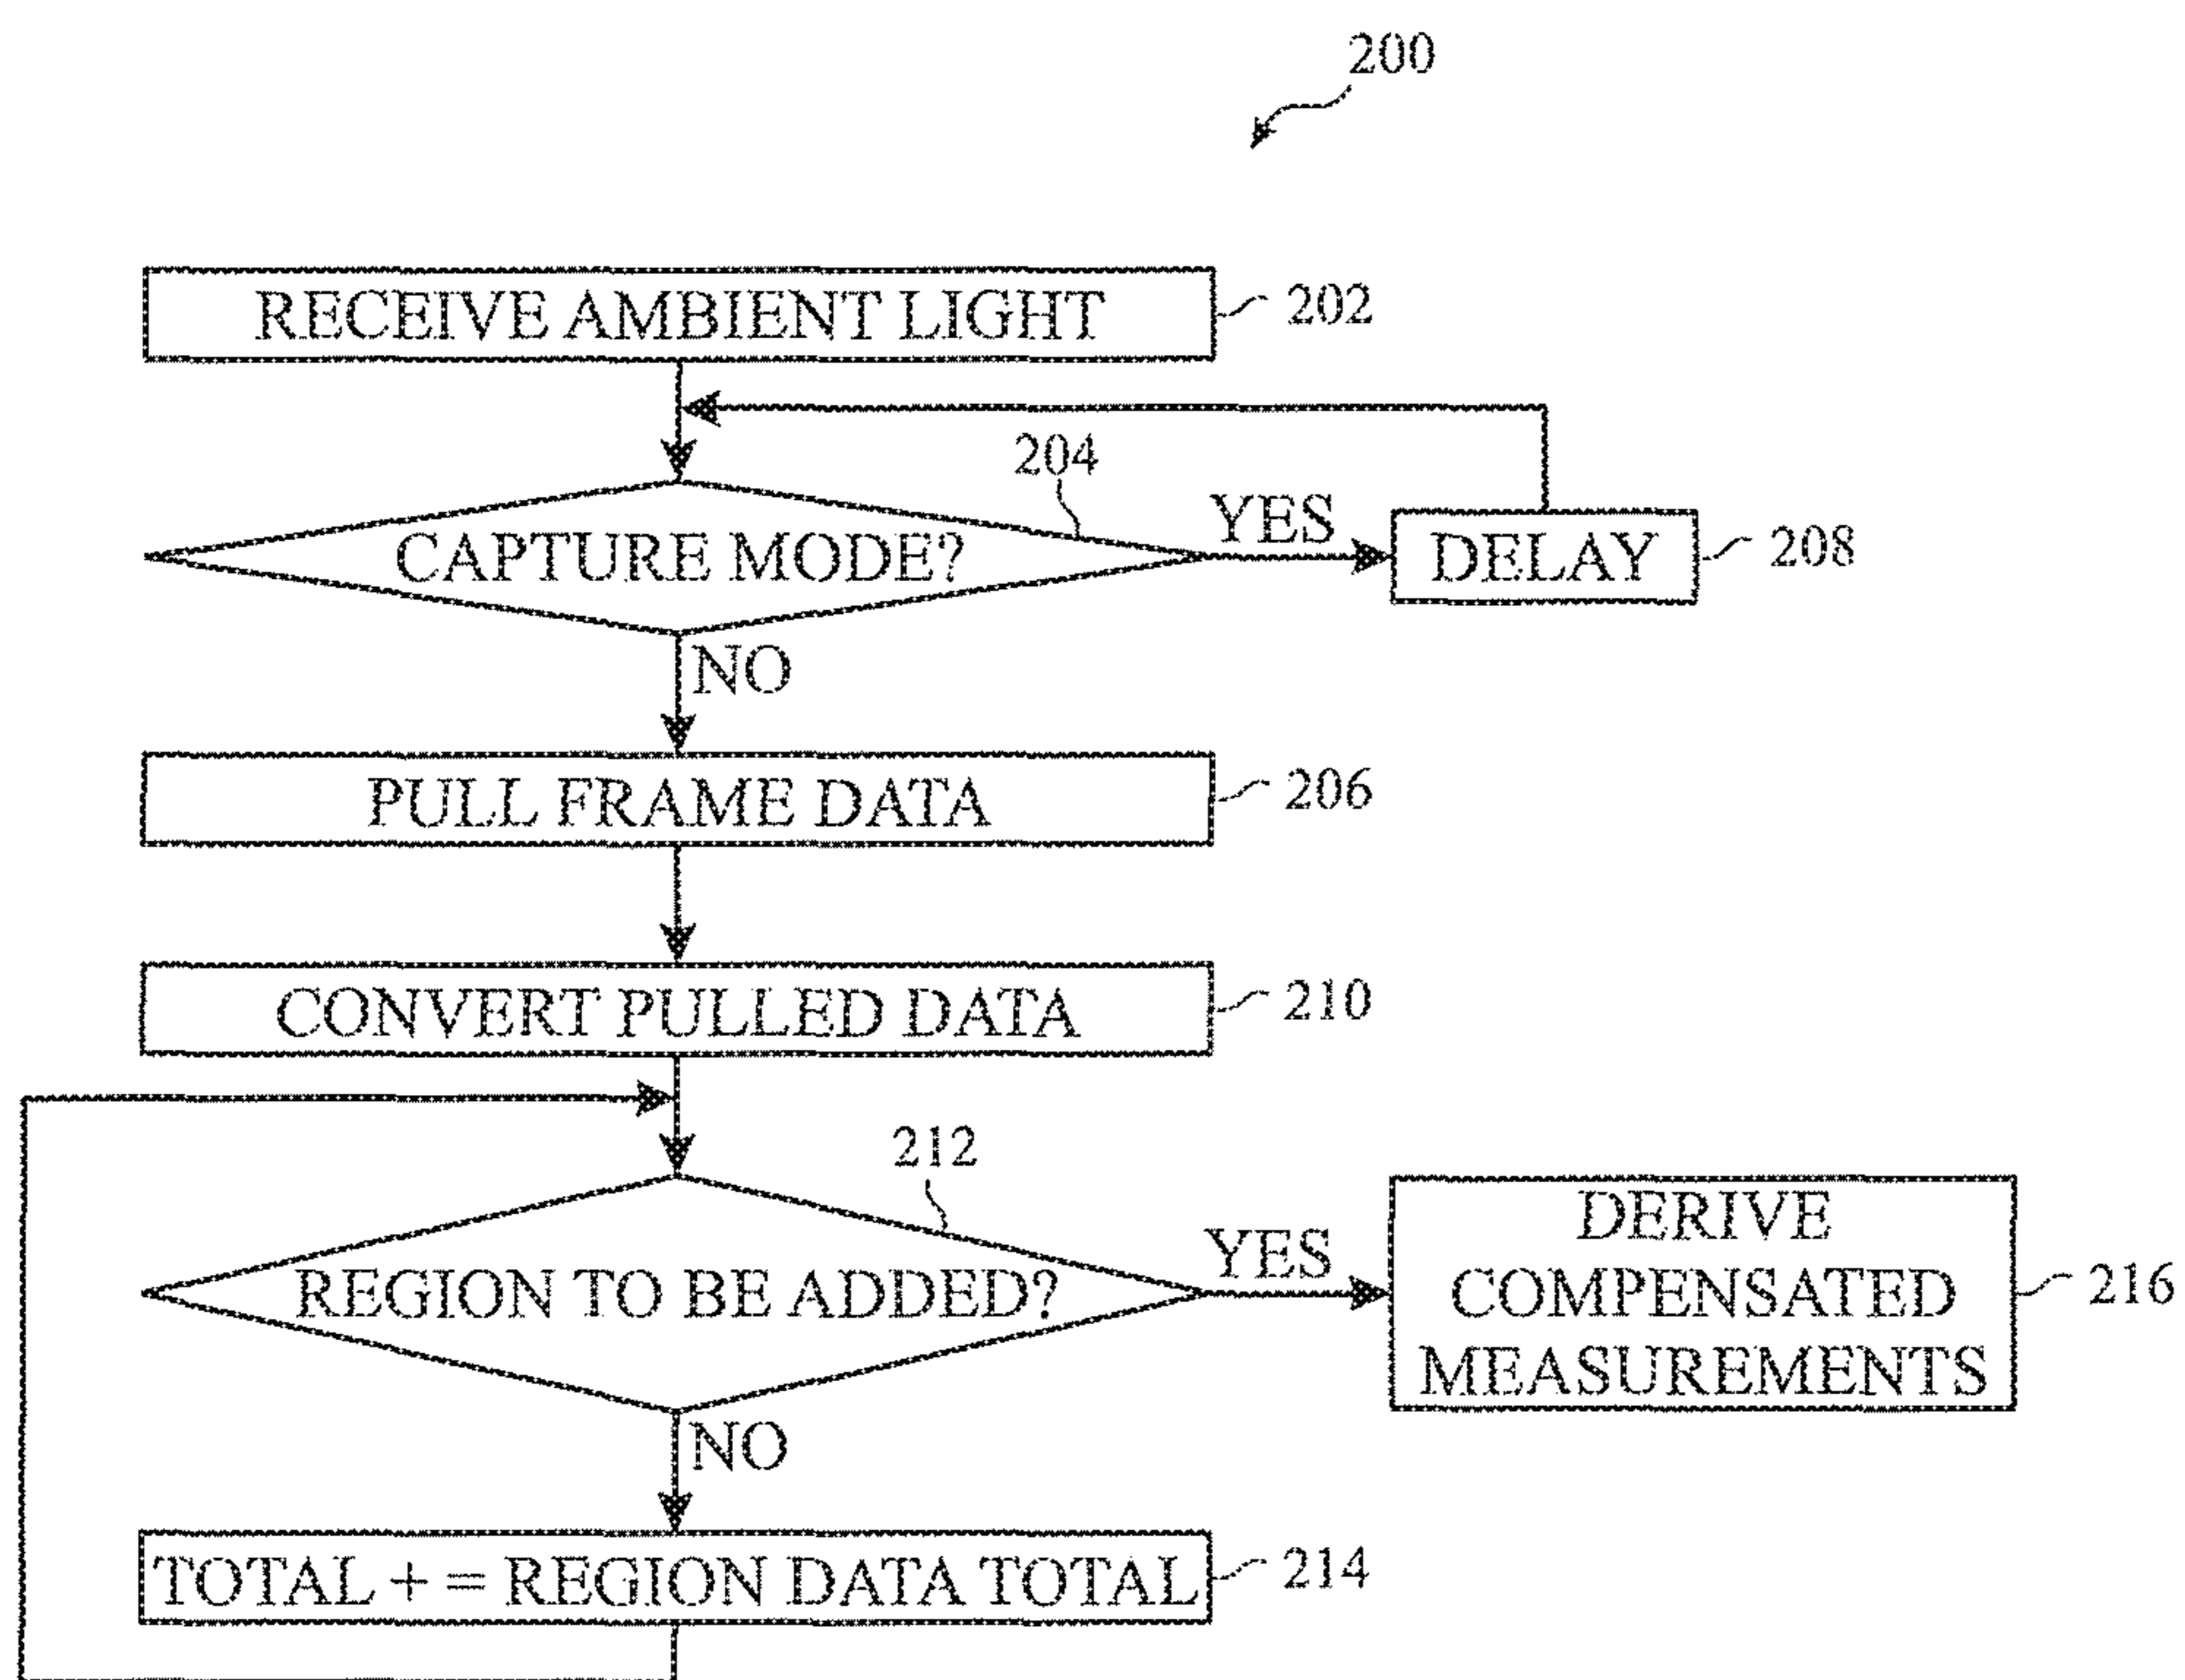 200
RECEIVE AMBIENT LIGHT
202
204
CAPTURE MODE?
YES
DELAY
208
NO
PULL FRAME DATA
206
CONVERT PULLED DATA
210
212
REGION TO BE ADDED?
YES
DERIVE
COMPENSATED
MEASUREMENTS
216
NO
TOTAL + = REGION DATA TOTAL
214